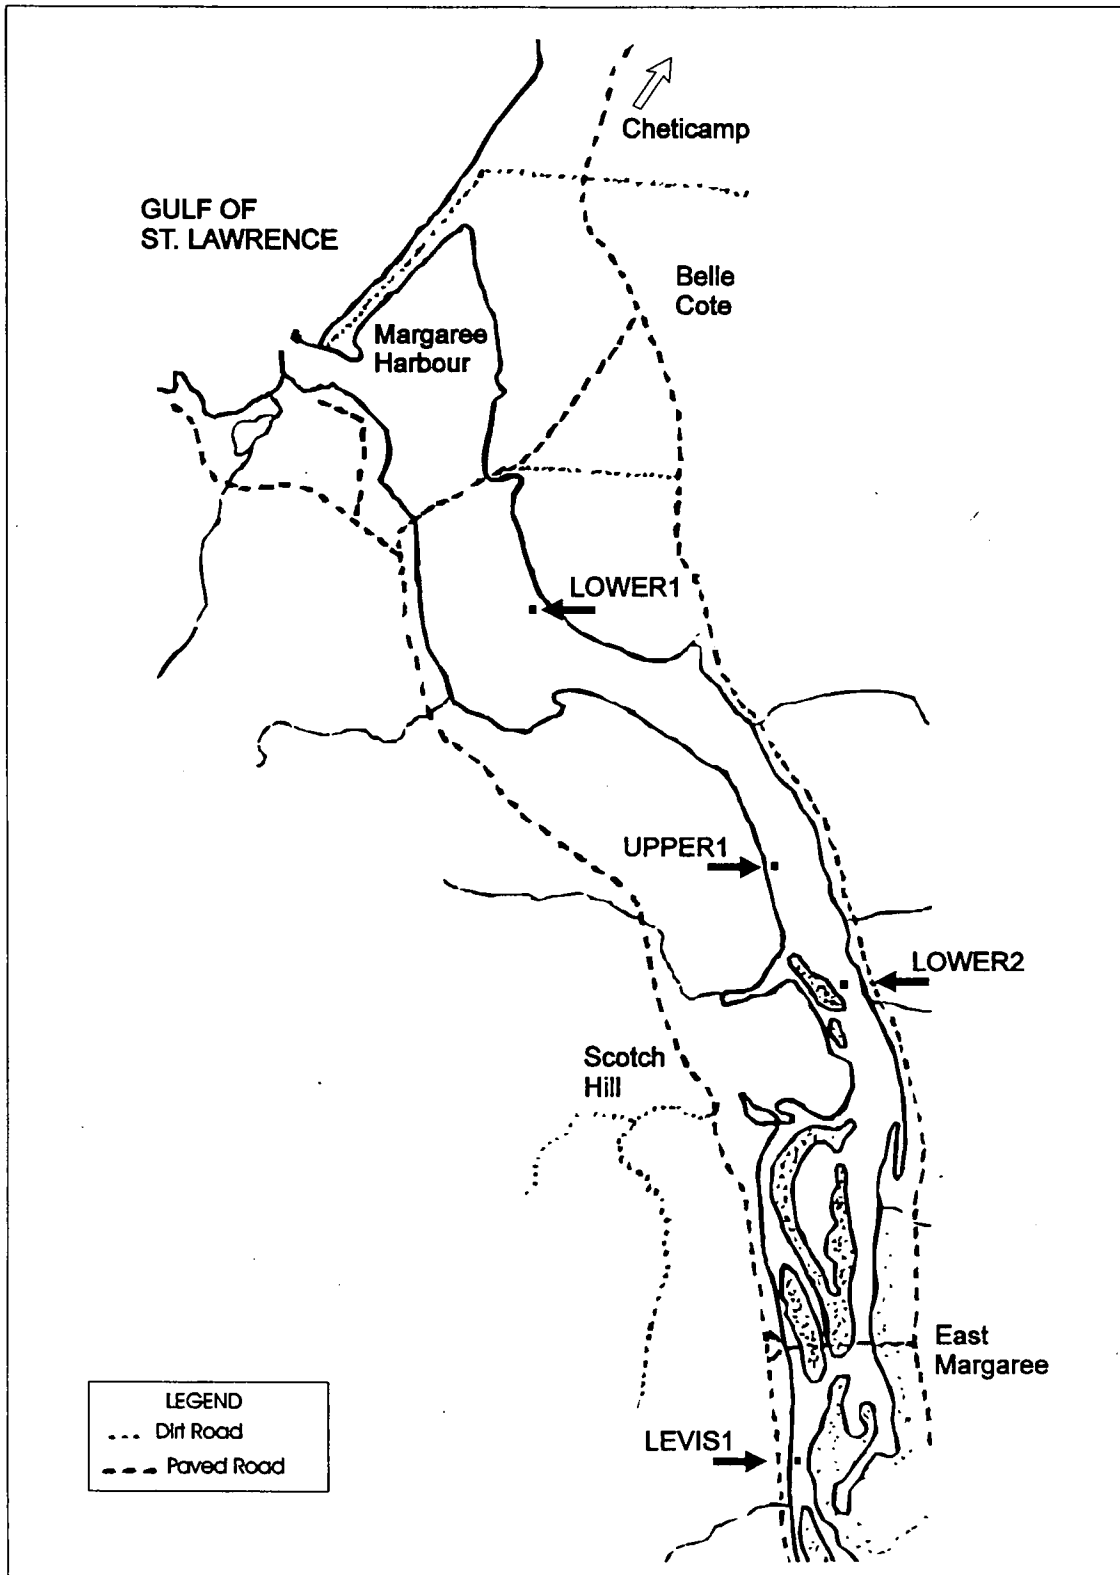 Cheticamp
GULF OF
ST. LAWRENCE
Belle
Cote
Margaree
Harbour
LOWER1
UPPER1
LOWER2
Scotch
Hill
East
Margaree
LEVIS1
LEGEND
Dirt Road
Paved Road